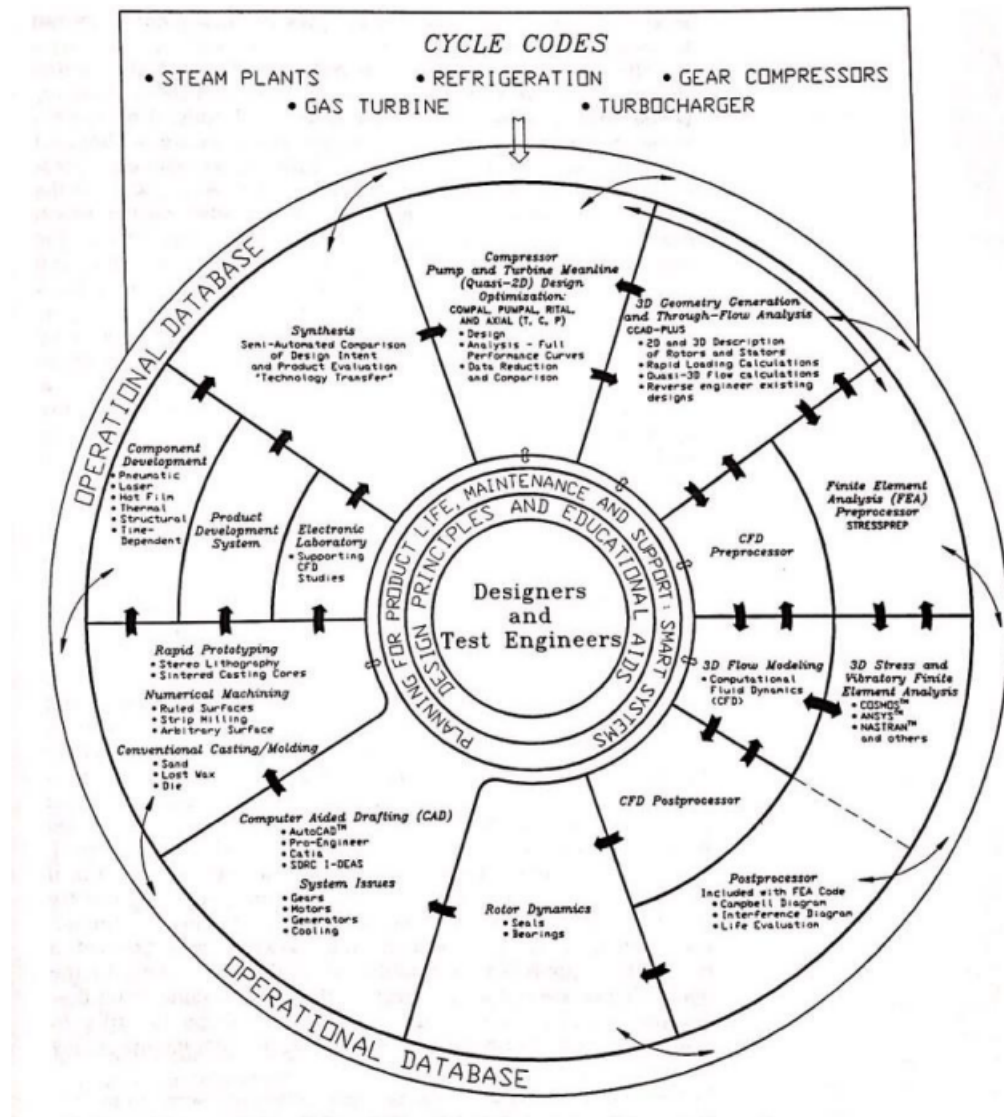 CYCLE CODES
• STEAM PLANTS • REFRIGERATION • GEAR COMPRESSORS
• GAS TURBINE • TURBOCHARGER
OPERATIONAL DATABASE
Compressor
Pump and Turbine Meanline
(Quasi-2D) Design
Optimization:
COMPAL, PUMPAL, RITAL,
AND AXIAL (T, C, P)
• Design
• Analysis - Full
Performance Curves
• Data Reduction
and Comparison
3D Geometry Generation
and Through-Flow Analysis
CCAD-PLUS
• 2D and 3D Description
of Rotors and Stators
• Rapid Loading Calculations
• Quasi-3D Flow calculations
• Reverse engineer existing
designs
Synthesis
Semi-Automated Comparison
of Design Intent
and Product Evaluation
"Technology Transfer"
Component
Development
• Pneumatic
• Laser
• Hot Film
• Thermal
• Structural
• Time-
Dependent
Product
Development
System
Electronic
Laboratory
• Supporting
CFD
Studies
PLANNING FOR PRODUCT LIFE, MAINTENANCE AND SUPPORT: SMART SYSTEMS
DESIGN PRINCIPLES AND EDUCATIONAL AIDS
Designers
and
Test Engineers
CFD
Preprocessor
Finite Element
Analysis (FEA)
Preprocessor
STRESSPREP
Rapid Prototyping
• Stereo Lithography
• Sintered Casting Cores
Numerical Machining
• Ruled Surfaces
• Strip Milling
• Arbitrary Surface
Conventional Casting/Molding
• Sand
• Lost Wax
• Die
3D Flow Modeling
• Computational
Fluid Dynamics
(CFD)
3D Stress and
Vibratory Finite
Element Analysis
• COSMOS™
• ANSYS™
• NASTRAN™
and others
Computer Aided Drafting (CAD)
• AutoCAD™
• Pro-Engineer
• Catia
• SDRC I-DEAS
System Issues
• Gears
• Motors
• Generators
• Cooling
Rotor Dynamics
• Seals
• Bearings
CFD Postprocessor
Postprocessor
Included with FEA Code
• Campbell Diagram
• Interference Diagram
• Life Evaluation
OPERATIONAL DATABASE